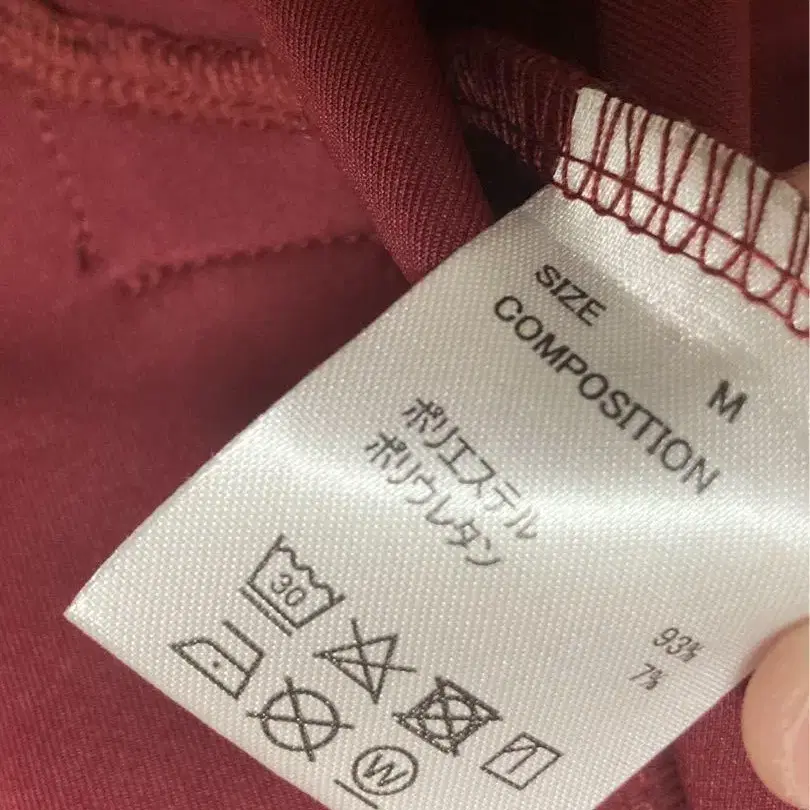 SIZE M
COMPOSITION
ポリエステル 93%
ポリウレタン 7%
30
W